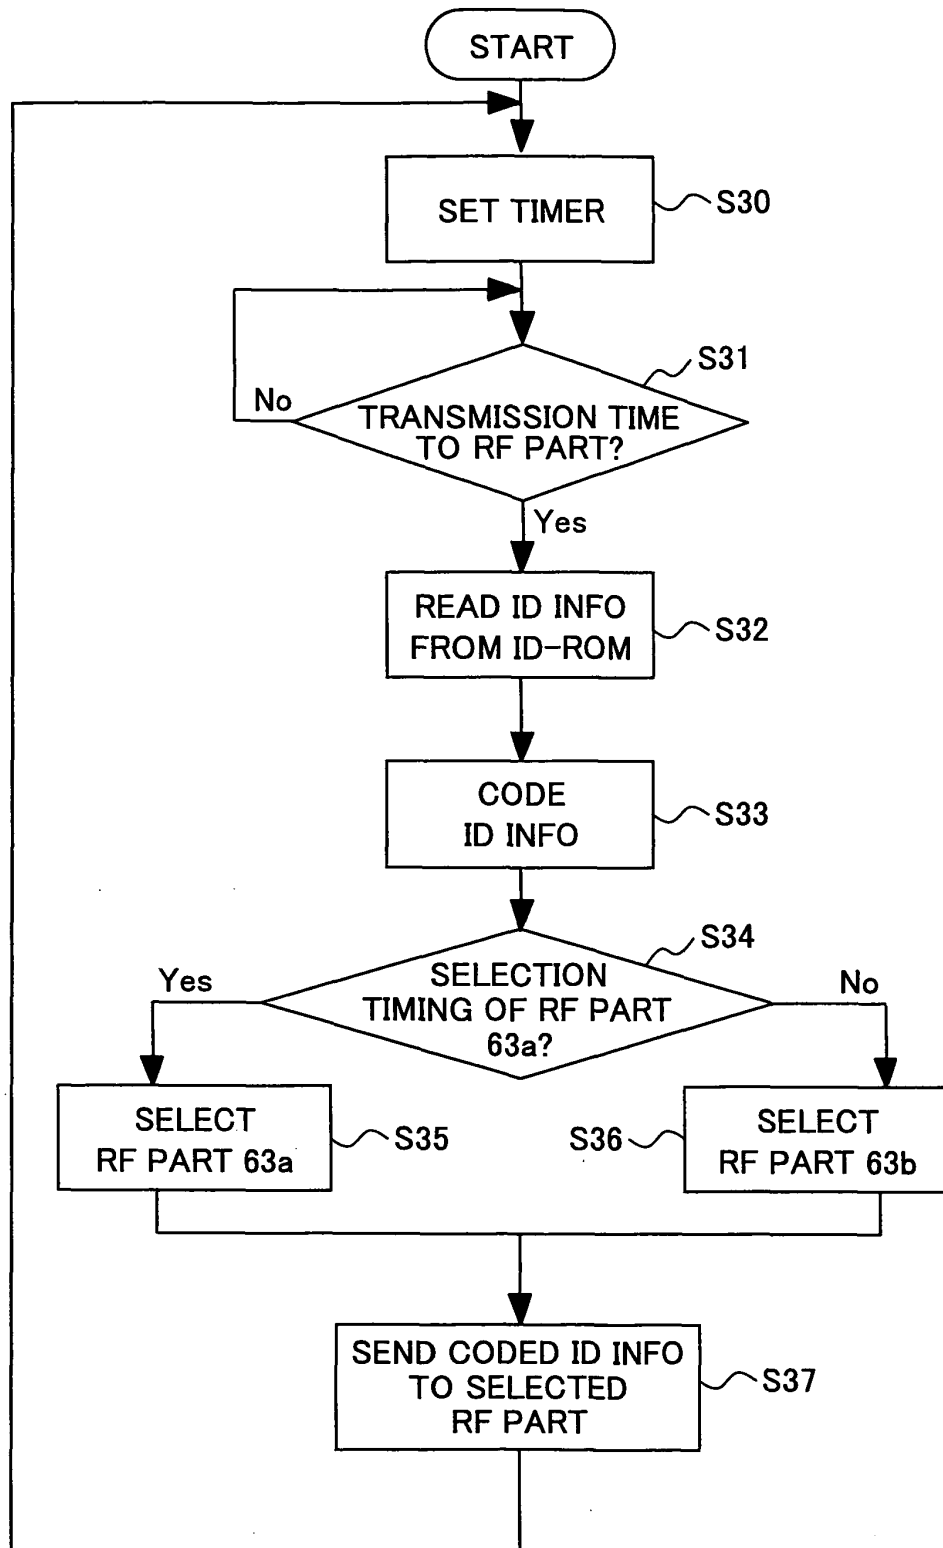 START
SET TIMER
S30
S31
No
TRANSMISSION TIME
TO RF PART?
Yes
READ ID INFO
FROM ID-ROM
S32
CODE
ID INFO
S33
S34
Yes
SELECTION
TIMING OF RF PART
63a?
No
SELECT
RF PART 63a
S35
S36
SELECT
RF PART 63b
SEND CODED ID INFO
TO SELECTED
RF PART
S37